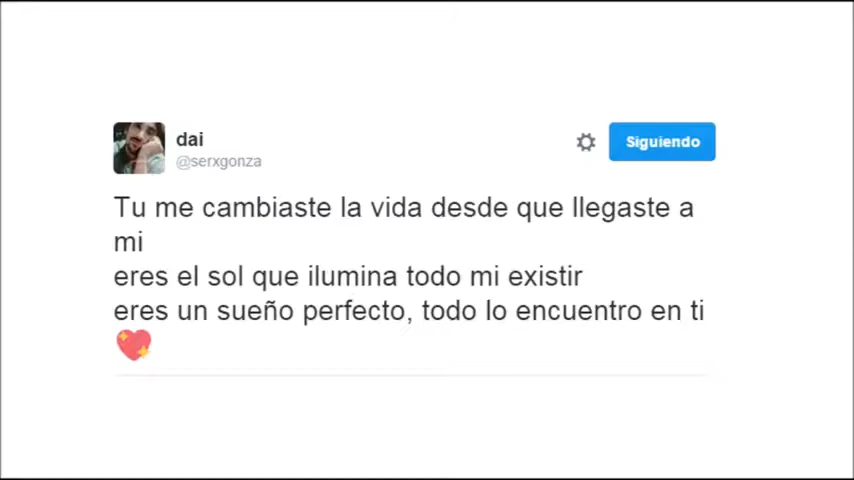 dai
@serxgonza
Siguiendo
Tu me cambiaste la vida desde que llegaste a
mi
eres el sol que ilumina todo mi existir
eres un sueño perfecto, todo lo encuentro en ti
💖